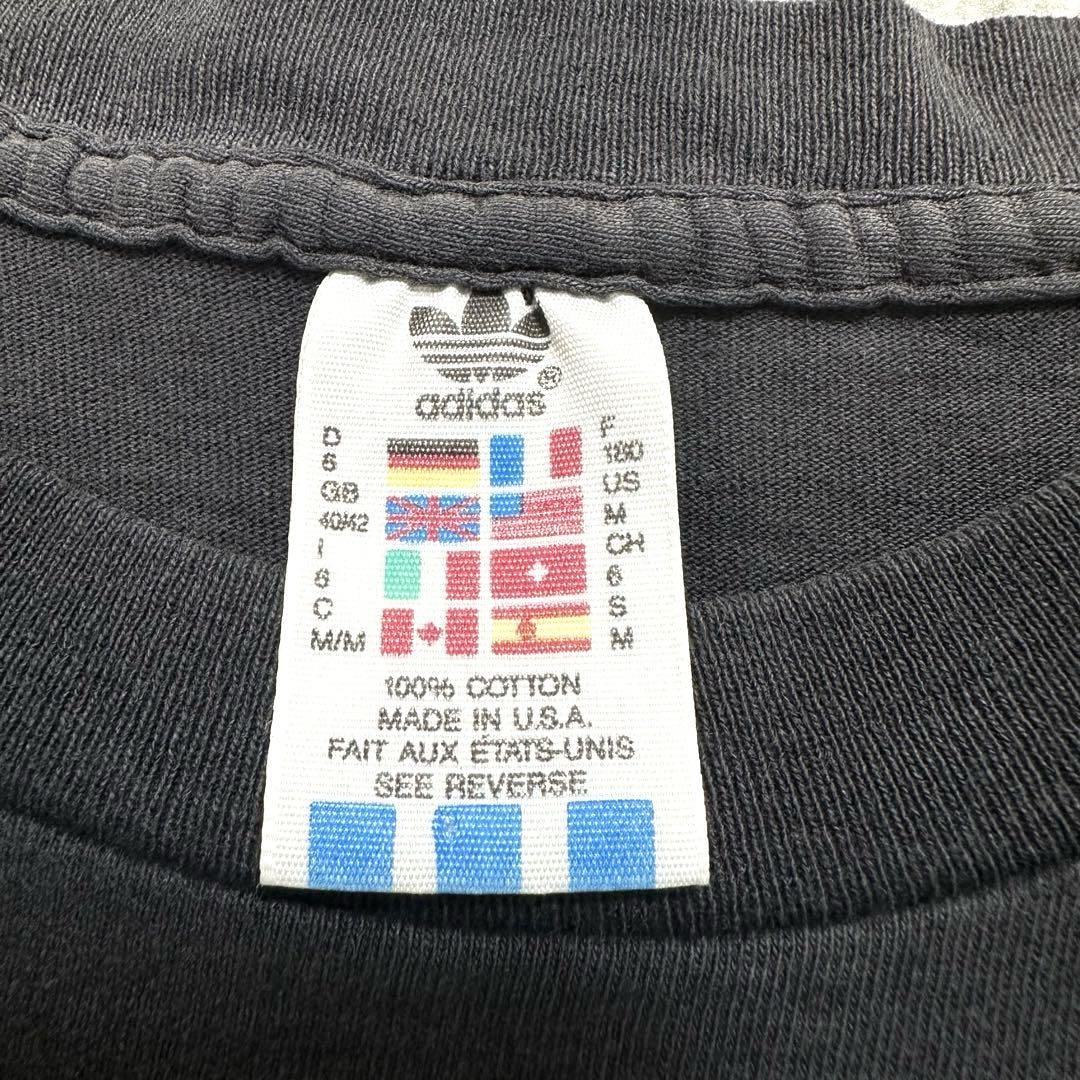 adidas®
D
6
GB
40/42
I
6
C
M/M
F
180
US
M
CH
6
S
M
100% COTTON
MADE IN U.S.A.
FAIT AUX ÉTATS-UNIS
SEE REVERSE